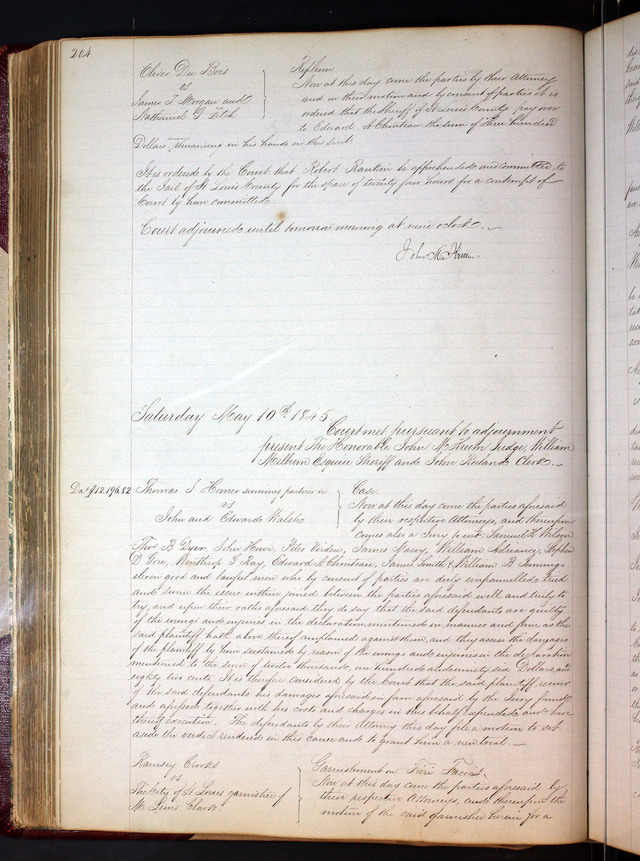 204
Oliver Du Bois
vs
James T Morgan and
Nathaniel D Fitch
Replevin
Now at this day come the parties by their Attorney
and on their motion and by consent of parties it is
ordered that the Sheriff of St Louis County pay over
to Edward A Chouteau the sum of Three hundred
Dollars remaining in his hands in this suit
It is ordered by the Court that Robert Rankin be apprehended and committed to
the Jail of St Louis County for the space of twenty four hours for a contempt of
Court by him committed.
Court adjourned until tomorrow morning at nine oclock.
John M. Krum
Saturday May 10th 1845
Court met pursuant to adjournment
present The Honorable John M Krum Judge, William
Milburn Esquire Sheriff and John Clerk.
Da. $12.196.82
Thomas J Homer surviving partner &c
vs
John and Edward Walsh
Case
Now at this day come the parties aforesaid
by their respective Attorneys, and thereupon
comes also a Jury to wit: Samuel H Wilson
Thos B Dyer, John Howe, Peter James Macy, William Adriance, Stephen
D Gore, Winthrop J Ray, Edward A Chouteau, James Smith, William B Jennings
good and lawful men who by consent of parties are duly empannelled tried
and sworn the issue within joined between the parties aforesaid well and truly to
try, and upon their oaths aforesaid they do say that the said defendants are guilty
of the wrongs and injuries in the declaration mentioned in manner and form as the
said plaintiff hath above thereof complained against them, and they assess the damages
of the plaintiff by him sustained by reason of the wrongs and injuries in the declaration
mentioned to the sum of twelve thousand, one hundred and ninety six Dollars, and
eighty two cents. It is therefore considered by the Court that the said plaintiff recover
of the said defendants his damages aforesaid in form aforesaid by the Jury found
and assessed together with his costs and charges in this behalf expended and have
thereof Execution. The defendants by their Attorney this day file a motion to set
aside the verdict rendered in this cause and to grant him a new trial.
Ramsey Crooks
vs
The City of St Louis garnishee of
M. Lewis Clark.
Garnishment on Fieri Facias.
Now at this day come the parties aforesaid by
their respective Attorneys, and thereupon the
motion of the said garnishee herein for a